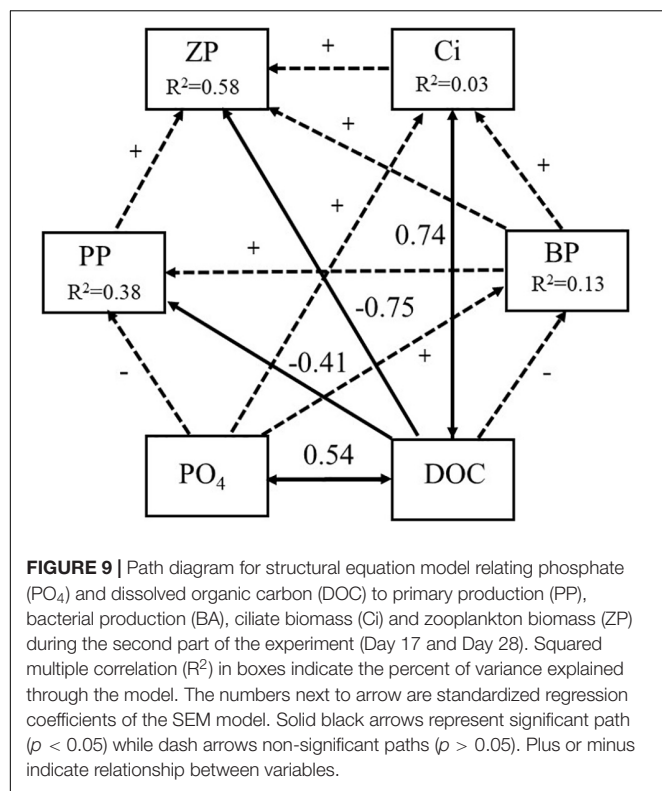 ZP
R²=0.58
+
Ci
R²=0.03
+
+
+
+
PP
R²=0.38
+
0.74
BP
R²=0.13
-0.75
-
-0.41
+
-
PO₄
0.54
DOC
FIGURE 9 | Path diagram for structural equation model relating phosphate
(PO₄) and dissolved organic carbon (DOC) to primary production (PP),
bacterial production (BA), ciliate biomass (Ci) and zooplankton biomass (ZP)
during the second part of the experiment (Day 17 and Day 28). Squared
multiple correlation (R²) in boxes indicate the percent of variance explained
through the model. The numbers next to arrow are standardized regression
coefficients of the SEM model. Solid black arrows represent significant path
(p < 0.05) while dash arrows non-significant paths (p > 0.05). Plus or minus
indicate relationship between variables.